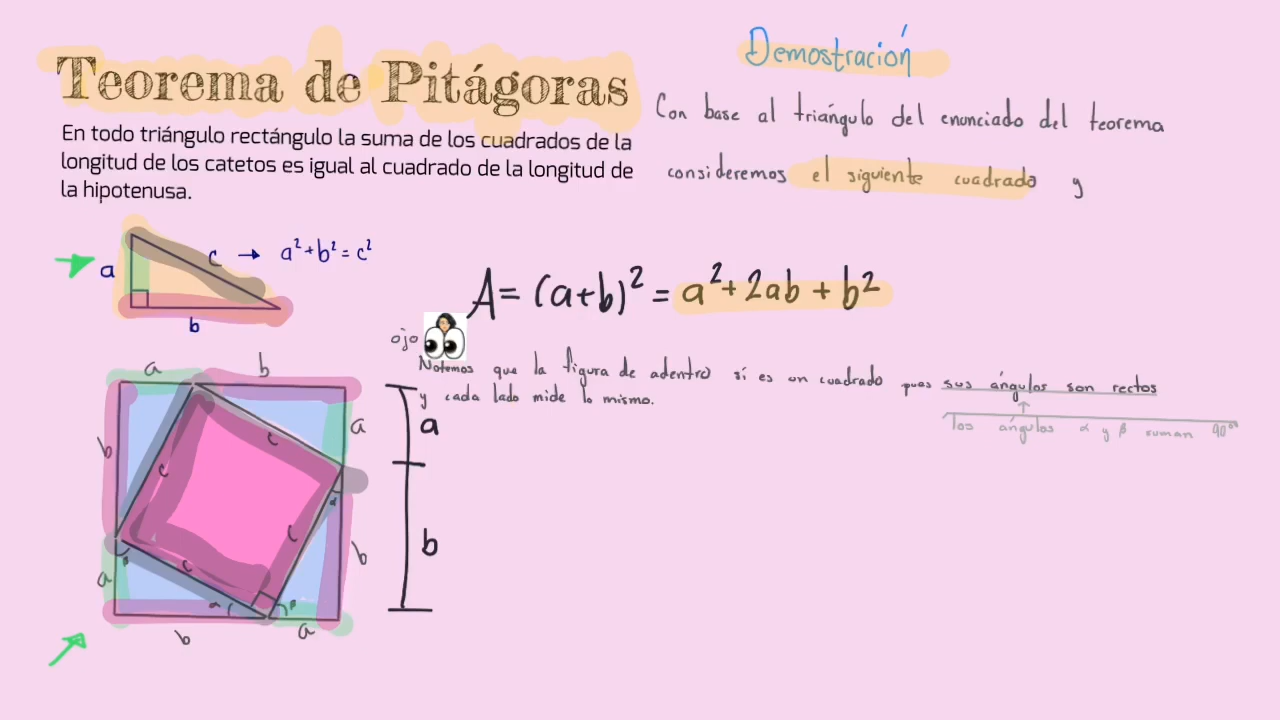 Teorema de Pitágoras
En todo triángulo rectángulo la suma de los cuadrados de la
longitud de los catetos es igual al cuadrado de la longitud de
la hipotenusa.
a
c → a²+b²=c²
b
Demostración
Con base al triángulo del enunciado del teorema
consideremos el siguiente cuadrado y
A= (a+b)² = a²+2ab+b²
ojo
Notemos que la figura de adentro sí es un cuadrado pues sus ángulos son rectos
y cada lado mide lo mismo.
los ángulos α y β suman 90°
a b
b c c a
a
α
c b
β c b
a α β
b a